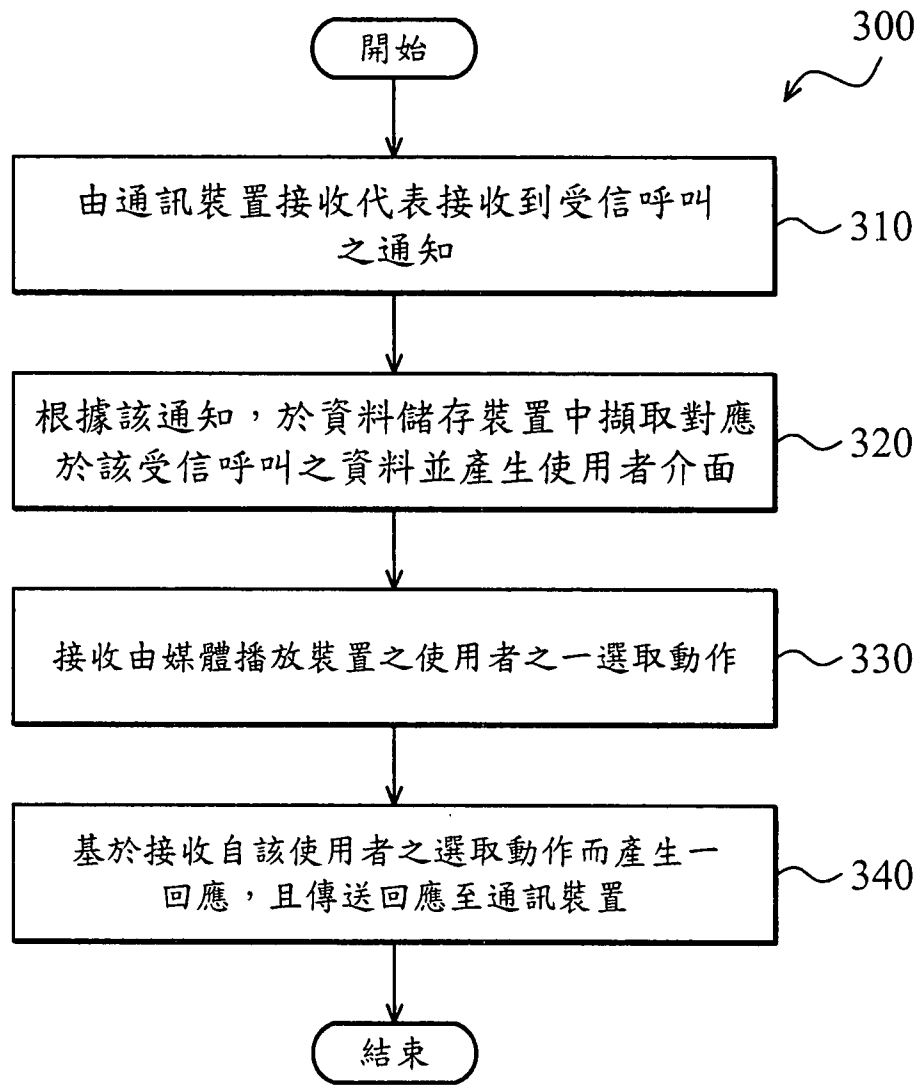 300
開始
由通訊裝置接收代表接收到受信呼叫
之通知
310
根據該通知，於資料儲存裝置中擷取對應
於該受信呼叫之資料並產生使用者介面
320
接收由媒體播放裝置之使用者之一選取動作
330
基於接收自該使用者之選取動作而產生一
回應，且傳送回應至通訊裝置
340
結束